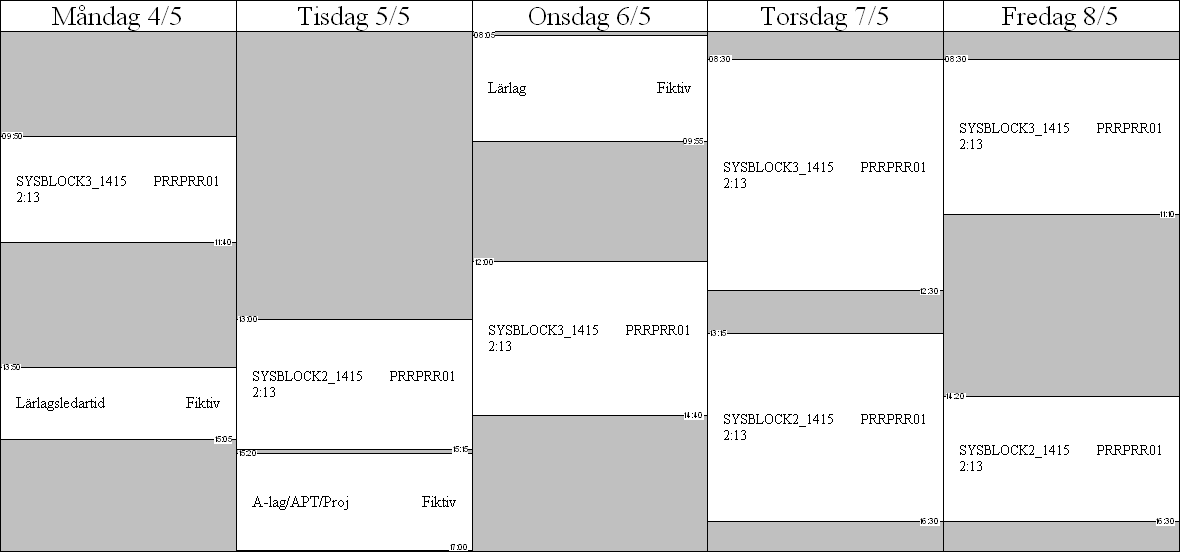 Måndag 4/5
09:50
SYSBLOCK3_1415 PRRPRR01
2:13
11:40
13:50
Lärlagsledartid Fiktiv
15:05
Tisdag 5/5
13:00
SYSBLOCK2_1415 PRRPRR01
2:13
15:15
15:20
A-lag/APT/Proj Fiktiv
17:00
Onsdag 6/5
08:05
Lärlag Fiktiv
09:55
12:00
SYSBLOCK3_1415 PRRPRR01
2:13
14:40
Torsdag 7/5
08:30
SYSBLOCK3_1415 PRRPRR01
2:13
12:30
13:15
SYSBLOCK2_1415 PRRPRR01
2:13
16:30
Fredag 8/5
08:30
SYSBLOCK3_1415 PRRPRR01
2:13
11:10
14:20
SYSBLOCK2_1415 PRRPRR01
2:13
16:30